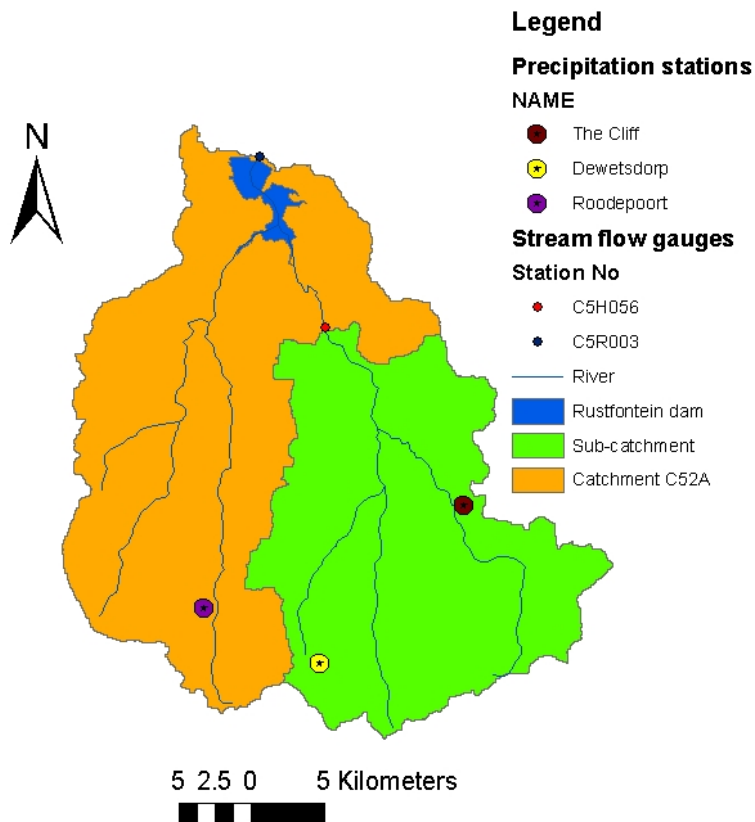 Legend
Precipitation stations
NAME
The Cliff
Dewetsdorp
Roodepoort
Stream flow gauges
Station No
C5H056
C5R003
River
Rustfontein dam
Sub-catchment
Catchment C52A
N
5 2.5 0 5 Kilometers